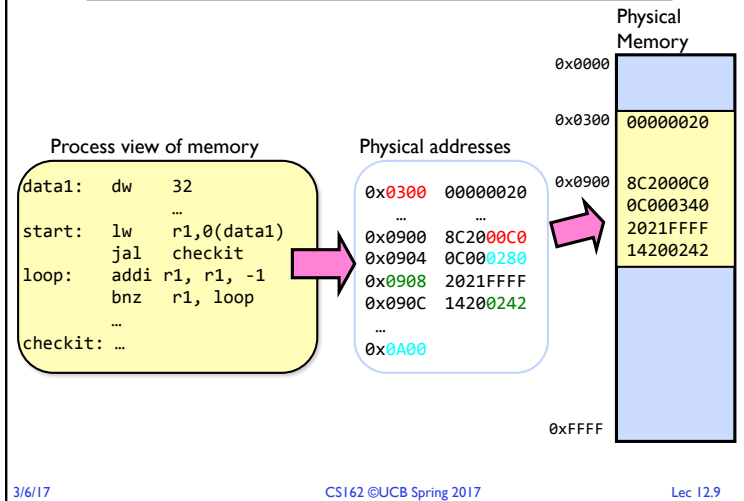 Physical
Memory
0x0000
0x0300 00000020
0x0900 8C2000C0
0C000340
2021FFFF
14200242
0xFFFF
Process view of memory
data1: dw 32
…
start: lw r1,0(data1)
jal checkit
loop: addi r1, r1, -1
bnz r1, loop
…
checkit: …
Physical addresses
0x0300 00000020
… …
0x0900 8C2000C0
0x0904 0C000280
0x0908 2021FFFF
0x090C 14200242
…
0x0A00
3/6/17 CS162 ©UCB Spring 2017 Lec 12.9